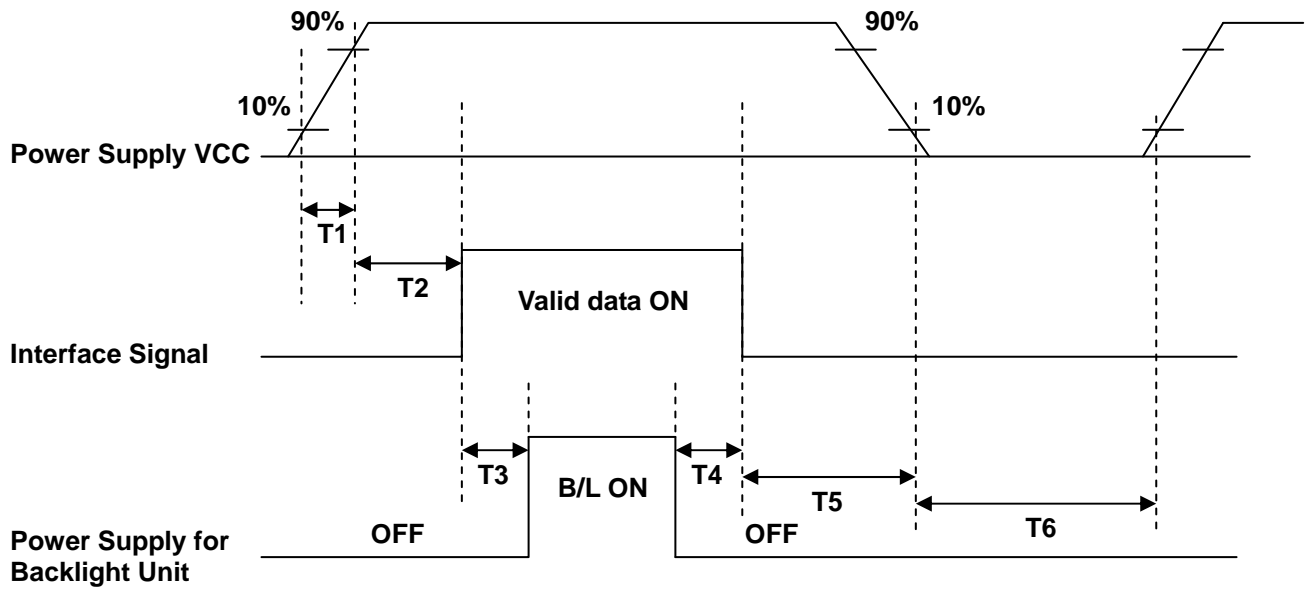 90%
90%
10%
10%
Power Supply VCC
T1
T2
Valid data ON
Interface Signal
T3
T4
B/L ON
T5
T6
OFF
OFF
Power Supply for
Backlight Unit